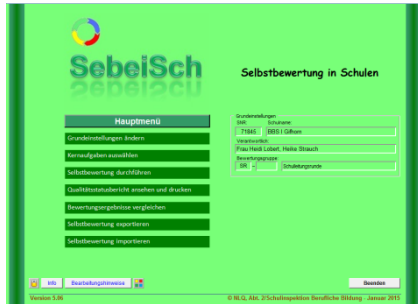 SebeiSch
Selbstbewertung in Schulen
Hauptmenü
Grundeinstellungen ändern
Kernaufgaben auswählen
Selbstbewertung durchführen
Qualitätsstatusbericht ansehen und drucken
Bewertungsergebnisse vergleichen
Selbstbewertung exportieren
Selbstbewertung importieren
Grundeinstellungen
SNR: Schulname:
71845 BBS I Gifhorn
Verantwortlich:
Frau Heidi Lobert, Heike Strauch
Bewertungsgruppe:
SR - Schulleitungsrunde
Info Bearbeitungshinweise Beenden
Version 5.06 © NLQ, Abt. 2/Schulinspektion Berufliche Bildung - Januar 2015